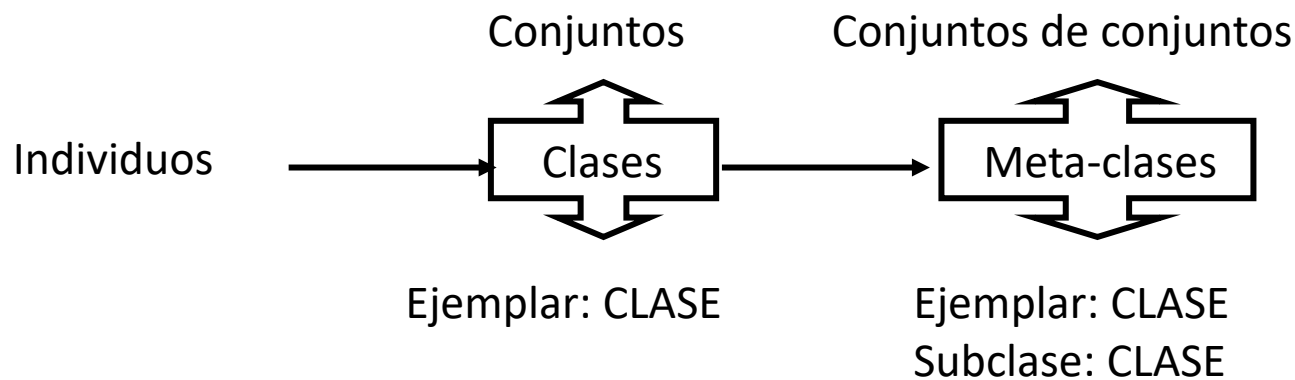 Conjuntos
Conjuntos de conjuntos
Individuos
Clases
Meta-clases
Ejemplar: CLASE
Ejemplar: CLASE
Subclase: CLASE